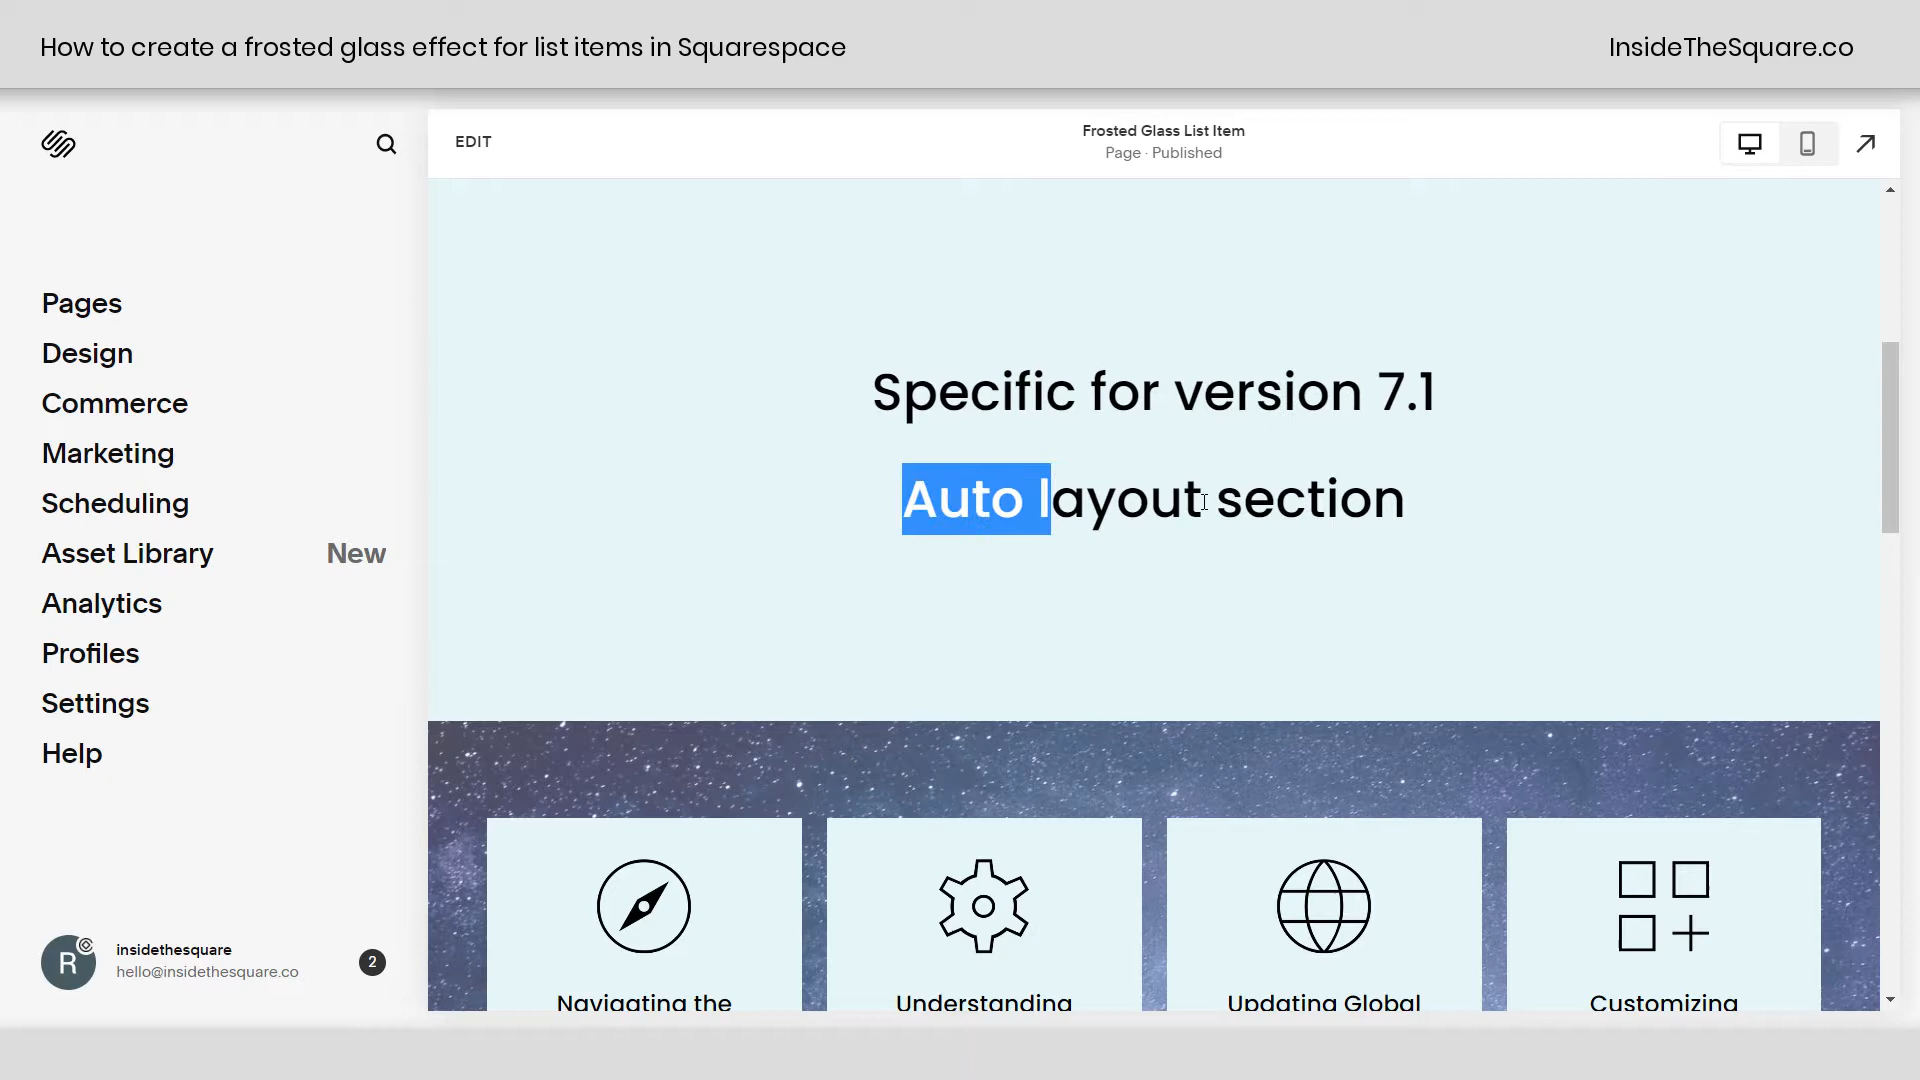 How to create a frosted glass effect for list items in Squarespace
InsideTheSquare.co
EDIT
Frosted Glass List Item
Page · Published
Pages
Design
Commerce
Marketing
Scheduling
Asset Library New
Analytics
Profiles
Settings
Help
Specific for version 7.1
Auto layout section
Navigating the
Understanding
Updating Global
Customizing
R
insidethesquare
hello@insidethesquare.co
2